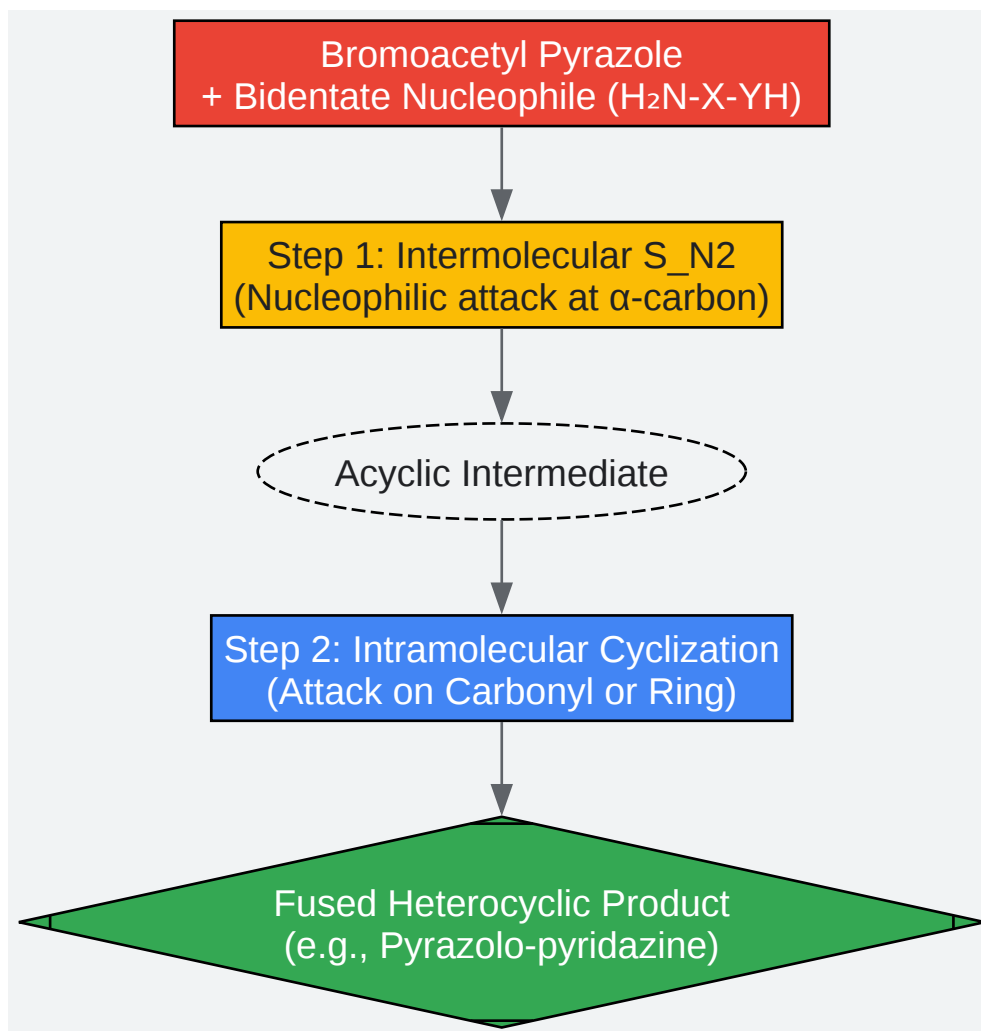 Bromoacetyl Pyrazole
+ Bidentate Nucleophile (H₂N-X-YH)
Step 1: Intermolecular S_N2
(Nucleophilic attack at α-carbon)
Acyclic Intermediate
Step 2: Intramolecular Cyclization
(Attack on Carbonyl or Ring)
Fused Heterocyclic Product
(e.g., Pyrazolo-pyridazine)